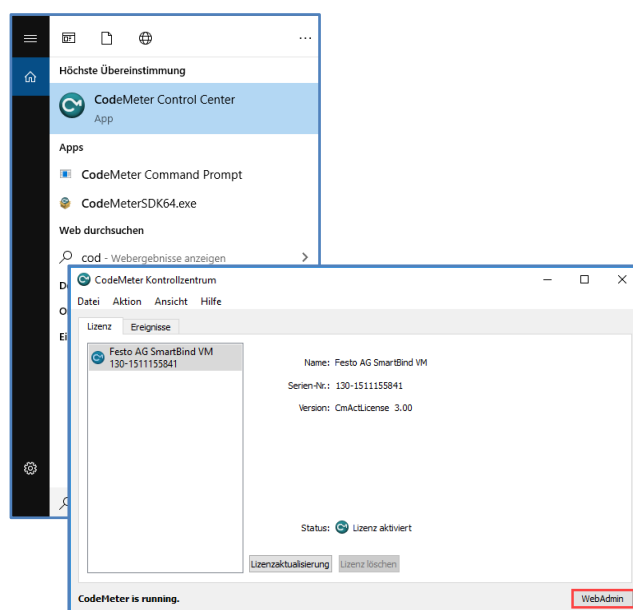 ...
Höchste Übereinstimmung
CodeMeter Control Center
App
Apps
CodeMeter Command Prompt
CodeMeterSDK64.exe
Web durchsuchen
cod - Webergebnisse anzeigen
D
O
Ei
CodeMeter Kontrollzentrum
Datei Aktion Ansicht Hilfe
Lizenz Ereignisse
Festo AG SmartBind VM
130-1511155841
Name: Festo AG SmartBind VM
Serien-Nr.: 130-1511155841
Version: CmActLicense 3.00
Status: Lizenz aktiviert
Lizenzaktualisierung Lizenz löschen
CodeMeter is running. WebAdmin